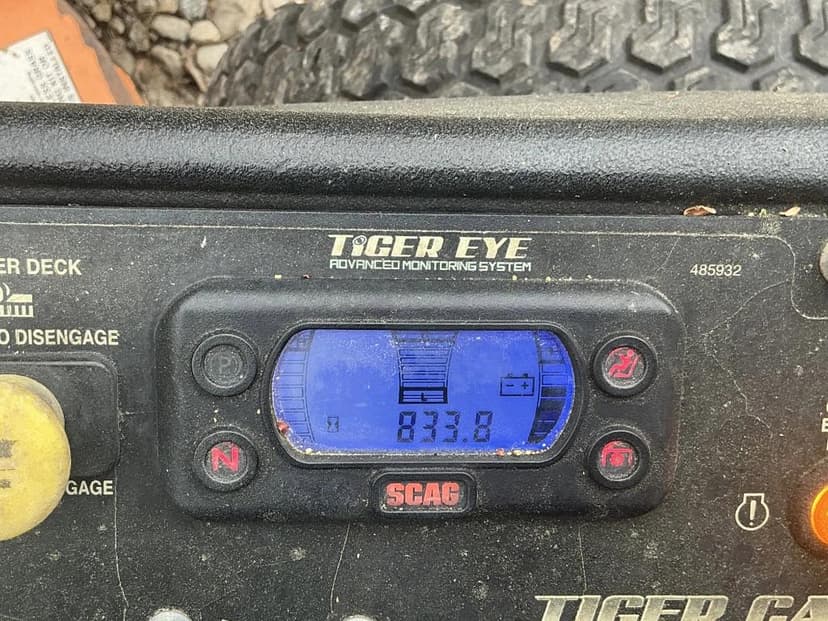 TIGER EYE
ADVANCED MONITORING SYSTEM
485932
ER DECK
O DISENGAGE
P
833.8
N
GAGE
SCAG
TIGER CA